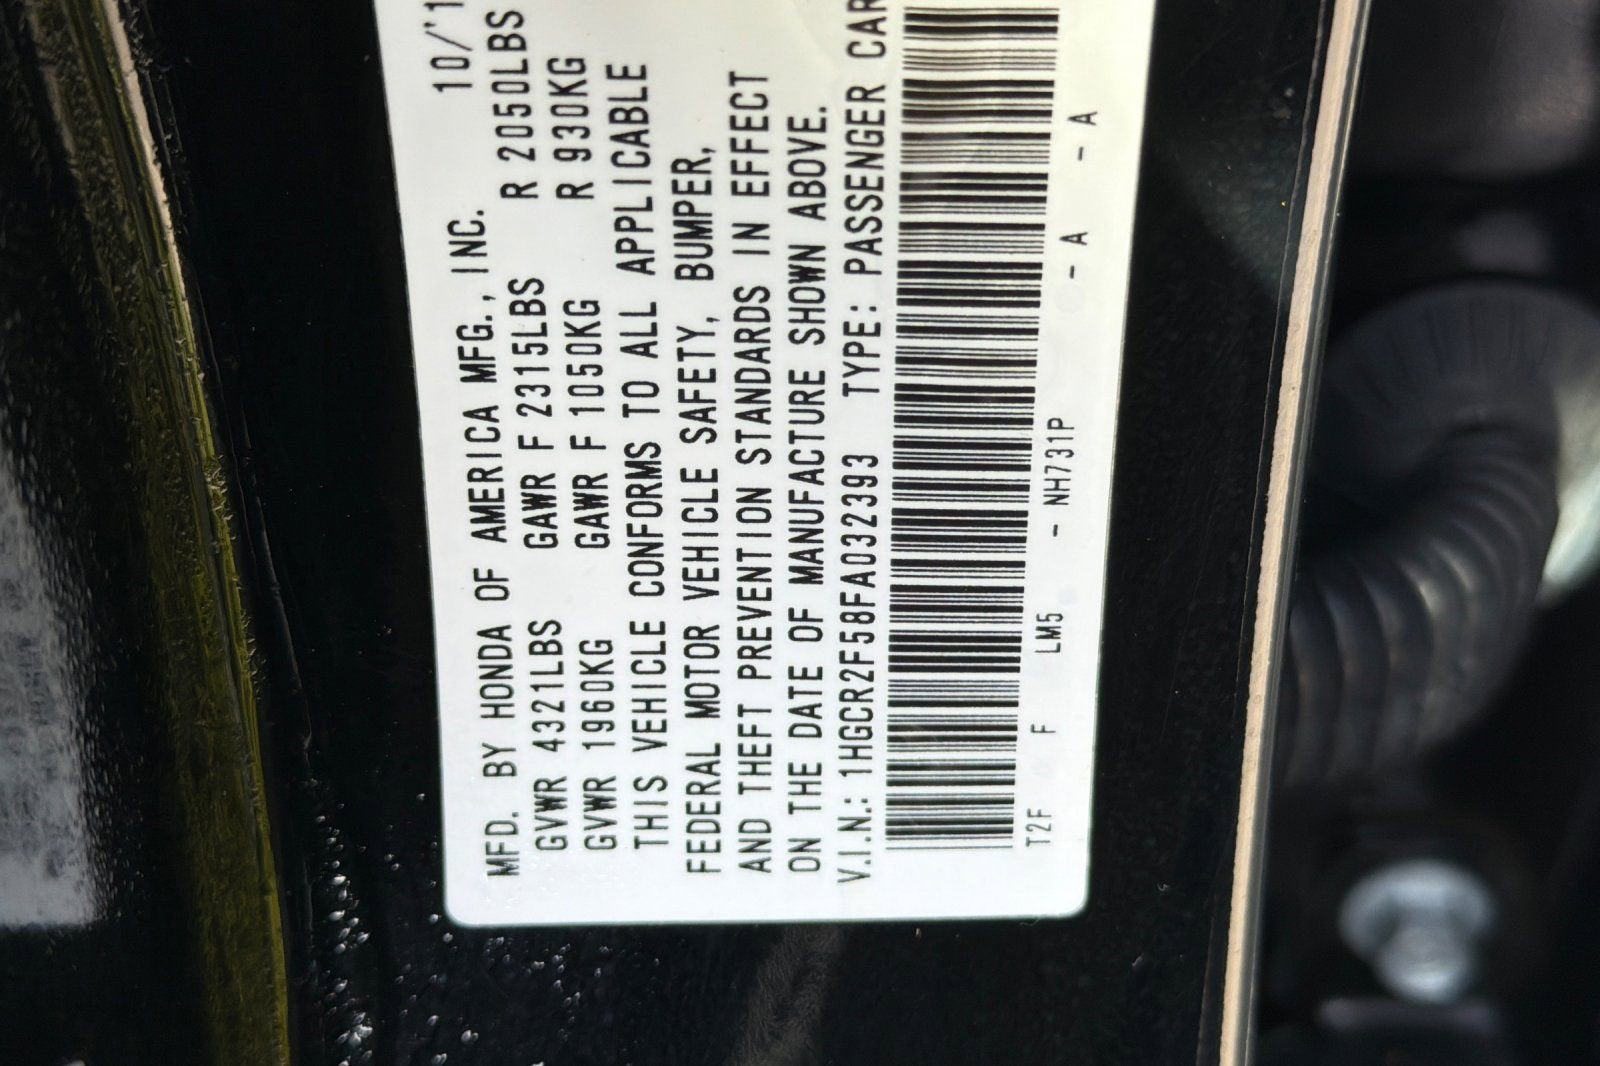 MFD. BY HONDA OF AMERICA MFG., INC. 10/'1
GVWR 4321LBS GAWR F 2315LBS R 2050LBS
GVWR 1960KG GAWR F 1050KG R 930KG
THIS VEHICLE CONFORMS TO ALL APPLICABLE
FEDERAL MOTOR VEHICLE SAFETY, BUMPER,
AND THEFT PREVENTION STANDARDS IN EFFECT
ON THE DATE OF MANUFACTURE SHOWN ABOVE.
V.I.N.: 1HGCR2F58FA032393 TYPE: PASSENGER CAR
T2F F LM5 - NH731P - A - A